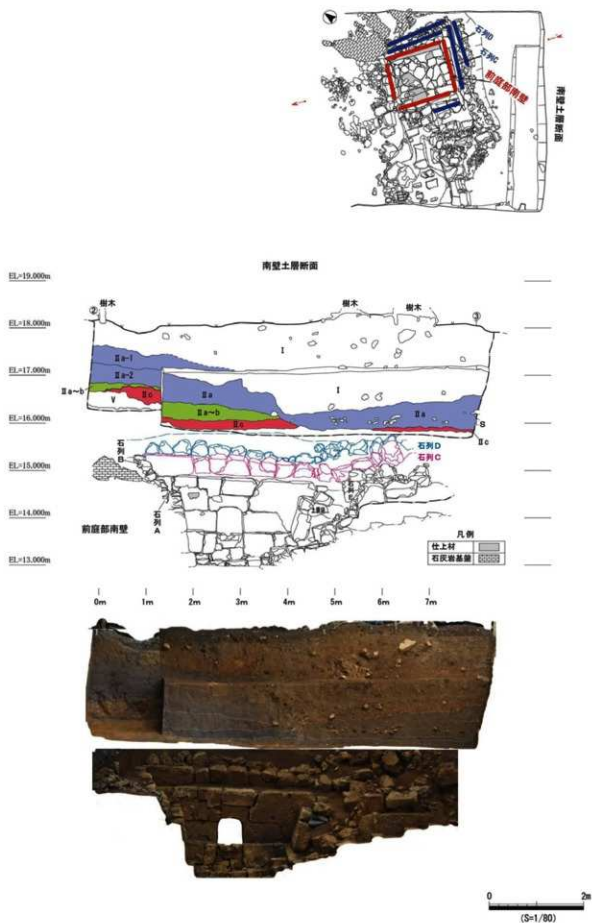 石列D
石列C
前庭部南壁
南壁土層断面
南壁土層断面
EL=19.000m
② 樹木
樹木
樹木
③
EL=18.000m
Ⅰ
Ⅱa-1
EL=17.000m
Ⅱa-2
Ⅱa
Ⅰ
Ⅱa~b
Ⅱc
Ⅴ
Ⅱa~b
Ⅱa
EL=16.000m
Ⅱc
S
Ⅱc
石列B
石列D
石列C
EL=15.000m
石列A
前庭部南壁
EL=14.000m
凡例
仕上材
石灰岩基盤
EL=13.000m
0m 1m 2m 3m 4m 5m 6m 7m
0 2m
(S=1/80)